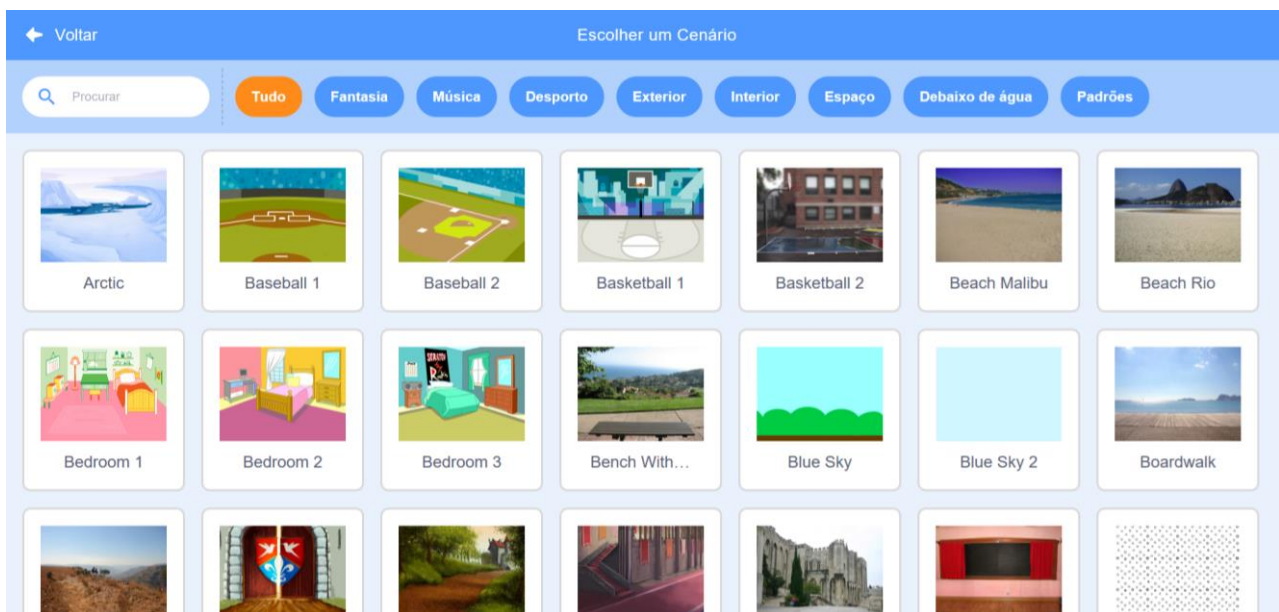 Voltar
Escolher um Cenário
Procurar
Tudo
Fantasia
Música
Desporto
Exterior
Interior
Espaço
Debaixo de água
Padrões
Arctic
Baseball 1
Baseball 2
Basketball 1
Basketball 2
Beach Malibu
Beach Rio
Bedroom 1
Bedroom 2
Bedroom 3
Bench With...
Blue Sky
Blue Sky 2
Boardwalk